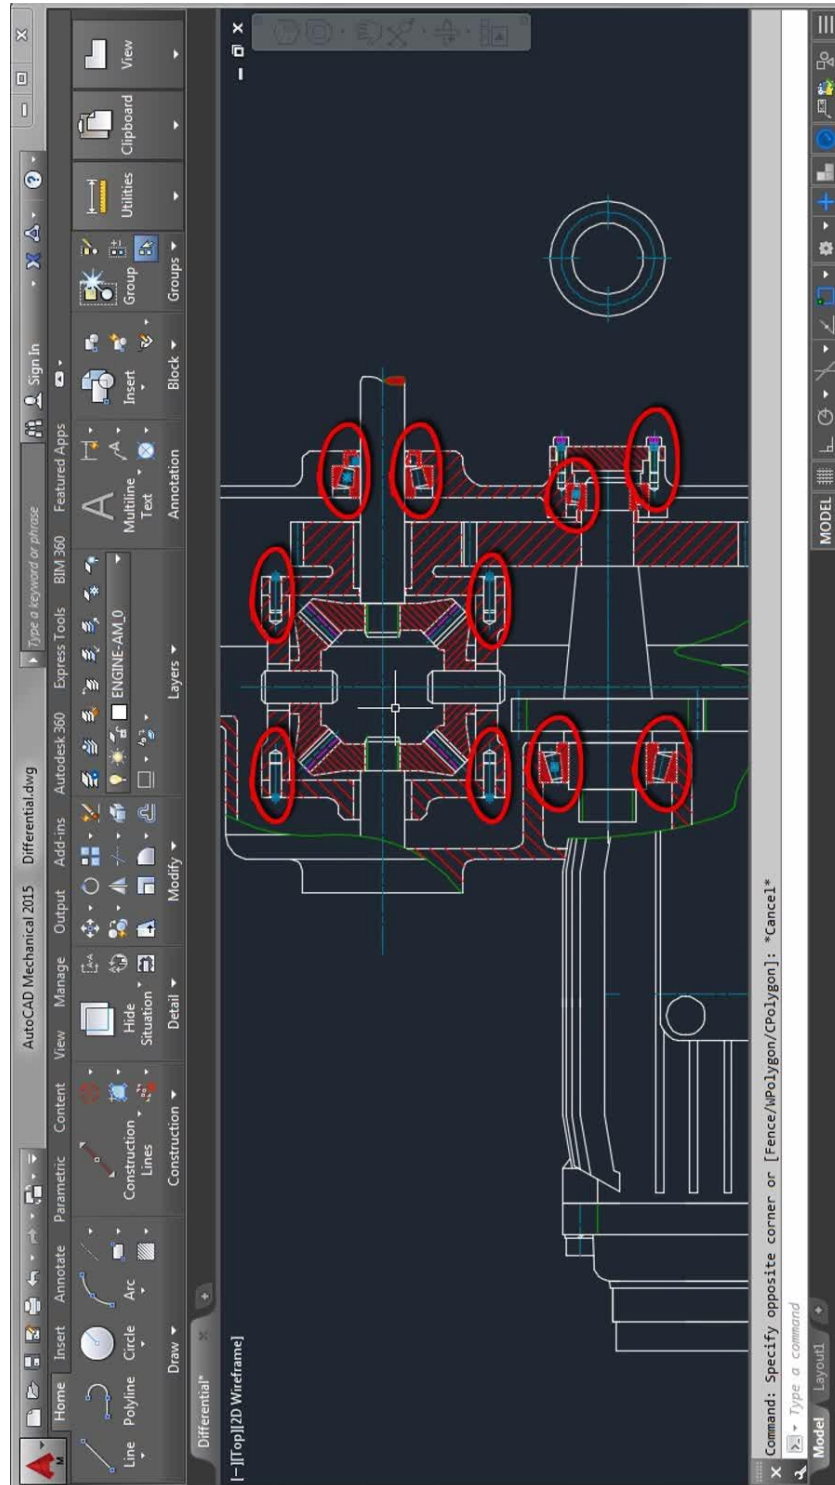 AutoCAD Mechanical 2015 Differential.dwg
Type a keyword or phrase
Sign In
Home Insert Annotate Parametric Content View Manage Output Add-ins Autodesk 360 Express Tools BIM 360 Featured Apps
M
Line Polyline Circle Arc
Construction
Lines
Hide
Situation
ENGINE-AM_0
A
Multiline
Text
Insert
Group
Utilities
Clipboard
View
Draw
Construction
Detail
Modify
Layers
Annotation
Block
Groups
Differential*
[−][Top][2D Wireframe]
Command: Specify opposite corner or [Fence/WPolygon/CPolygon]: *Cancel*
Type a command
Model Layout1
MODEL